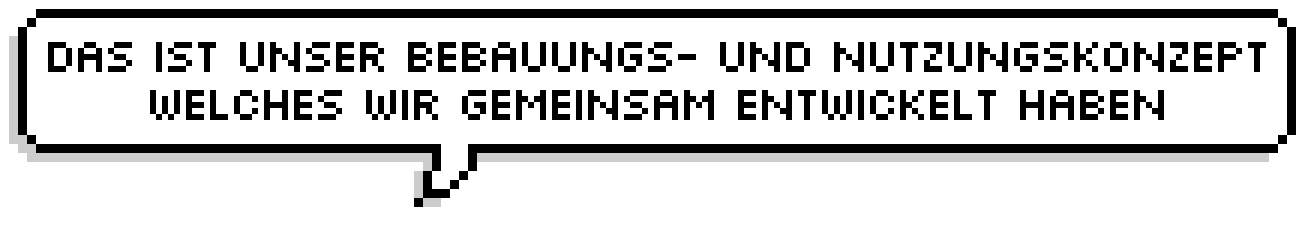 DAS IST UNSER BEBAUUNGS- UND NUTZUNGSKONZEPT
WELCHES WIR GEMEINSAM ENTWICKELT HABEN